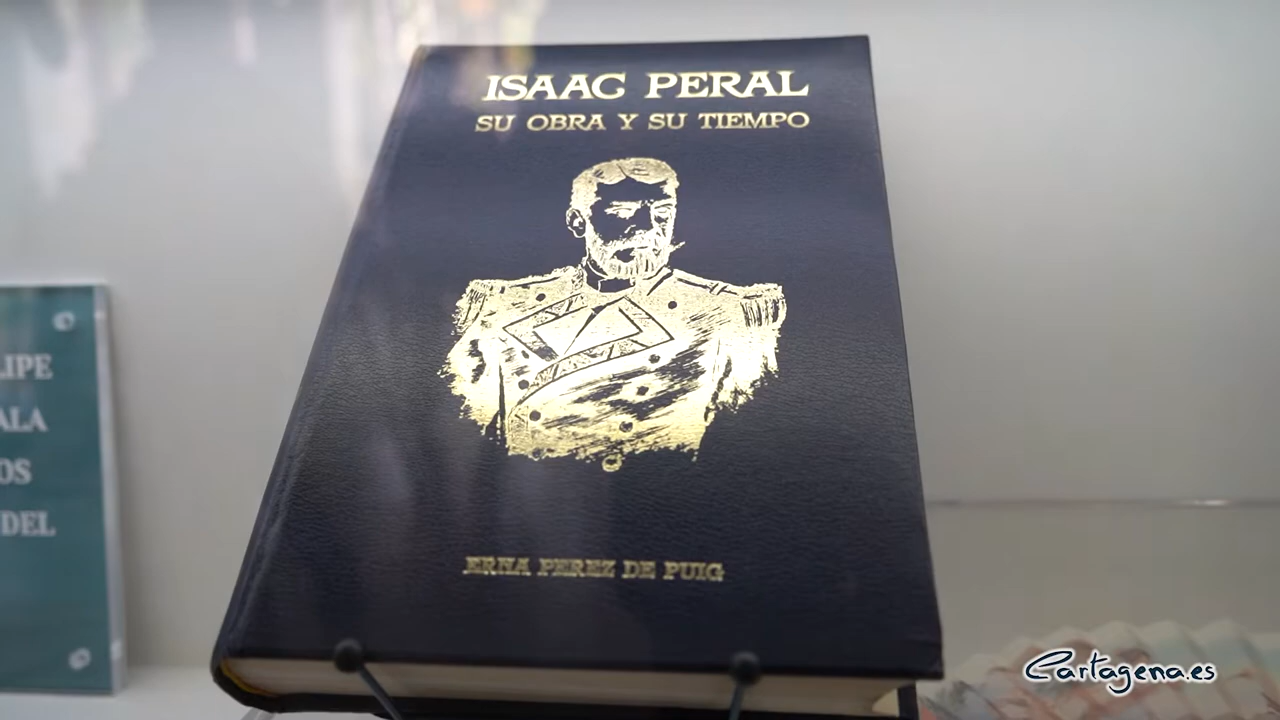 ISAAC PERAL
SU OBRA Y SU TIEMPO
ERNA PEREZ DE PUIG
LIPE
ALA
OS
DEL
Cartagena.es